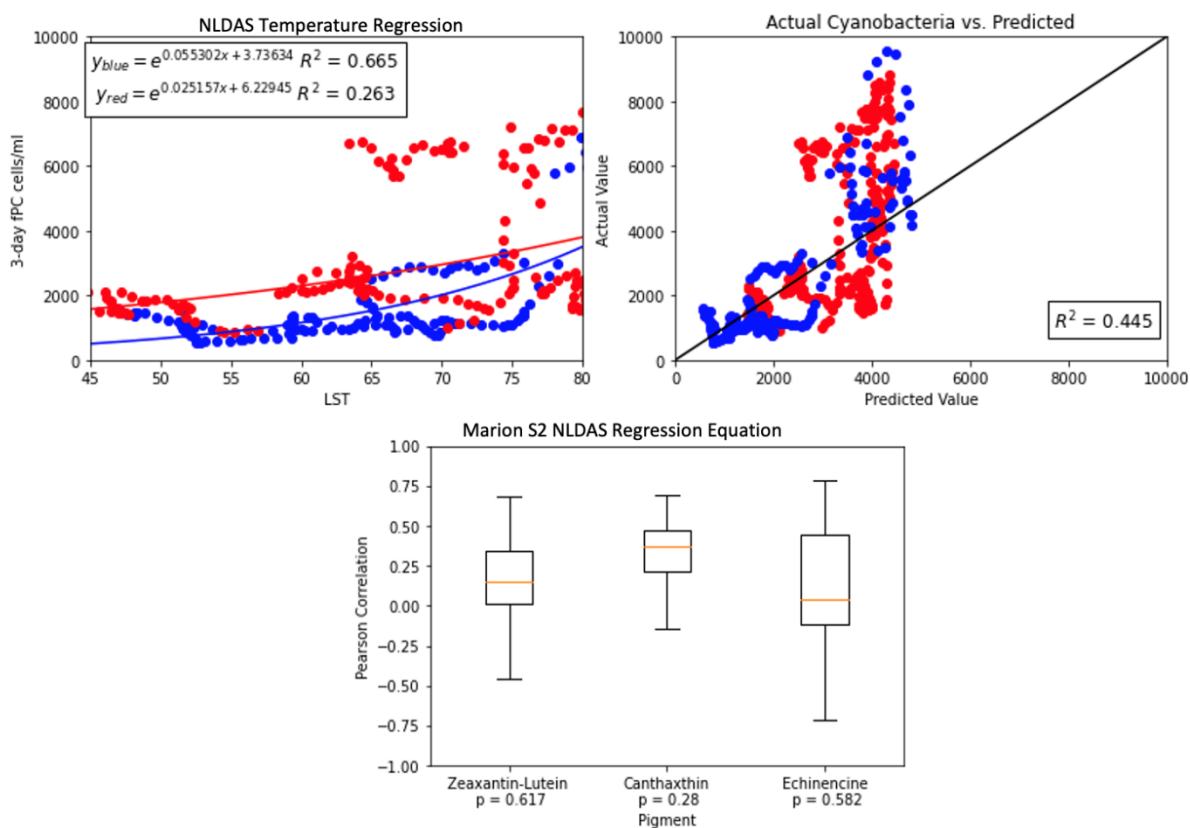 NLDAS Temperature Regression
y_blue = e^{0.055302x + 3.73634} R² = 0.665
y_red = e^{0.025157x + 6.22945} R² = 0.263
10000
8000
6000
4000
2000
0
3-day fPC cells/ml
45 50 55 60 65 70 75 80
LST
Actual Cyanobacteria vs. Predicted
10000
8000
6000
4000
2000
0
Actual Value
R² = 0.445
0 2000 4000 6000 8000 10000
Predicted Value
Marion S2 NLDAS Regression Equation
1.00
0.75
0.50
0.25
0.00
−0.25
−0.50
−0.75
−1.00
Pearson Correlation
Zeaxantin-Lutein Canthaxthin Echinencine
p = 0.617 p = 0.28 p = 0.582
Pigment